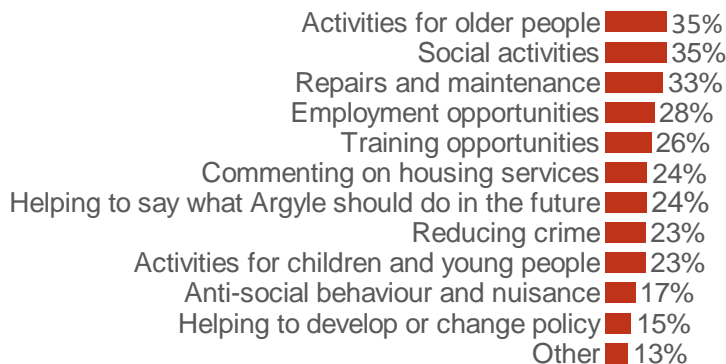 Activities for older people 35%
Social activities 35%
Repairs and maintenance 33%
Employment opportunities 28%
Training opportunities 26%
Commenting on housing services 24%
Helping to say what Argyle should do in the future 24%
Reducing crime 23%
Activities for children and young people 23%
Anti-social behaviour and nuisance 17%
Helping to develop or change policy 15%
Other 13%